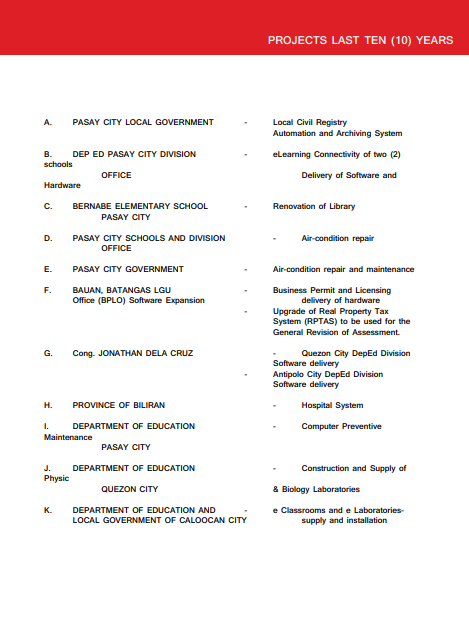 PROJECTS LAST TEN (10) YEARS
A. PASAY CITY LOCAL GOVERNMENT - Local Civil Registry
Automation and Archiving System
B. DEP ED PASAY CITY DIVISION - eLearning Connectivity of two (2)
schools
OFFICE Delivery of Software and
Hardware
C. BERNABE ELEMENTARY SCHOOL - Renovation of Library
PASAY CITY
D. PASAY CITY SCHOOLS AND DIVISION - Air-condition repair
OFFICE
E. PASAY CITY GOVERNMENT - Air-condition repair and maintenance
F. BAUAN, BATANGAS LGU - Business Permit and Licensing
Office (BPLO) Software Expansion delivery of hardware
- Upgrade of Real Property Tax
System (RPTAS) to be used for the
General Revision of Assessment.
G. Cong. JONATHAN DELA CRUZ - Quezon City DepEd Division
Software delivery
- Antipolo City DepEd Division
Software delivery
H. PROVINCE OF BILIRAN - Hospital System
I. DEPARTMENT OF EDUCATION - Computer Preventive
Maintenance
PASAY CITY
J. DEPARTMENT OF EDUCATION - Construction and Supply of
Physic
QUEZON CITY & Biology Laboratories
K. DEPARTMENT OF EDUCATION AND - e Classrooms and e Laboratories-
LOCAL GOVERNMENT OF CALOOCAN CITY supply and installation